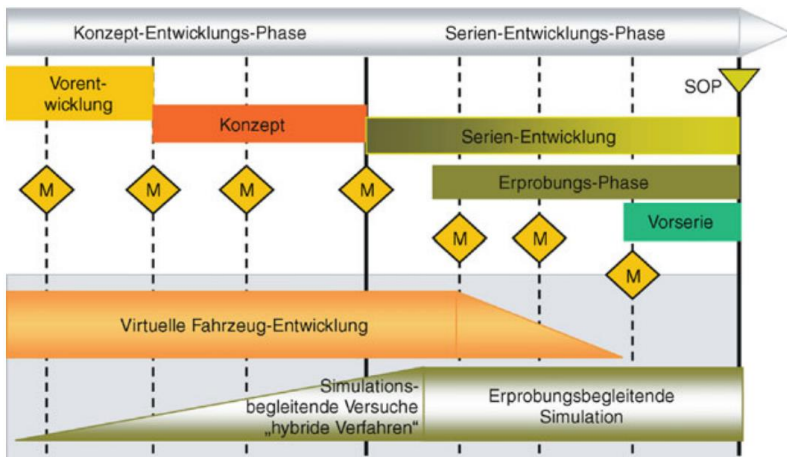 Konzept-Entwicklungs-Phase
Serien-Entwicklungs-Phase
SOP
Vorent-
wicklung
Konzept
Serien-Entwicklung
M
M
M
M
Erprobungs-Phase
Vorserie
M
M
M
Virtuelle Fahrzeug-Entwicklung
Simulations-
begleitende Versuche
„hybride Verfahren“
Erprobungsbegleitende
Simulation